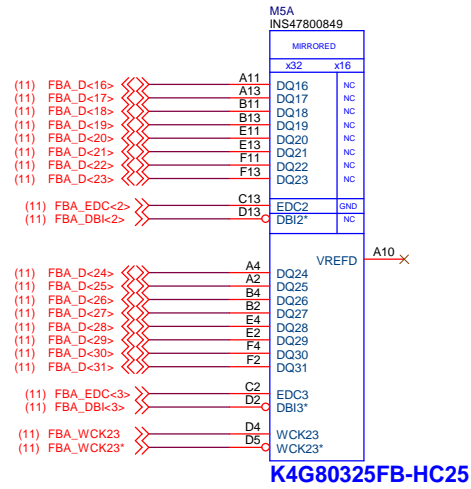 M5A
INS47800849
MIRRORED
x32 x16
(11) FBA_D<16> A11 DQ16 NC
(11) FBA_D<17> A13 DQ17 NC
(11) FBA_D<18> B11 DQ18 NC
(11) FBA_D<19> B13 DQ19 NC
(11) FBA_D<20> E11 DQ20 NC
(11) FBA_D<21> E13 DQ21 NC
(11) FBA_D<22> F11 DQ22 NC
(11) FBA_D<23> F13 DQ23 NC
(11) FBA_EDC<2> C13 EDC2 GND
(11) FBA_DBI<2> D13 DBI2* NC
VREFD A10
(11) FBA_D<24> A4 DQ24
(11) FBA_D<25> A2 DQ25
(11) FBA_D<26> B4 DQ26
(11) FBA_D<27> B2 DQ27
(11) FBA_D<28> E4 DQ28
(11) FBA_D<29> E2 DQ29
(11) FBA_D<30> F4 DQ30
(11) FBA_D<31> F2 DQ31
(11) FBA_EDC<3> C2 EDC3
(11) FBA_DBI<3> D2 DBI3*
(11) FBA_WCK23 D4 WCK23
(11) FBA_WCK23* D5 WCK23*
K4G80325FB-HC25